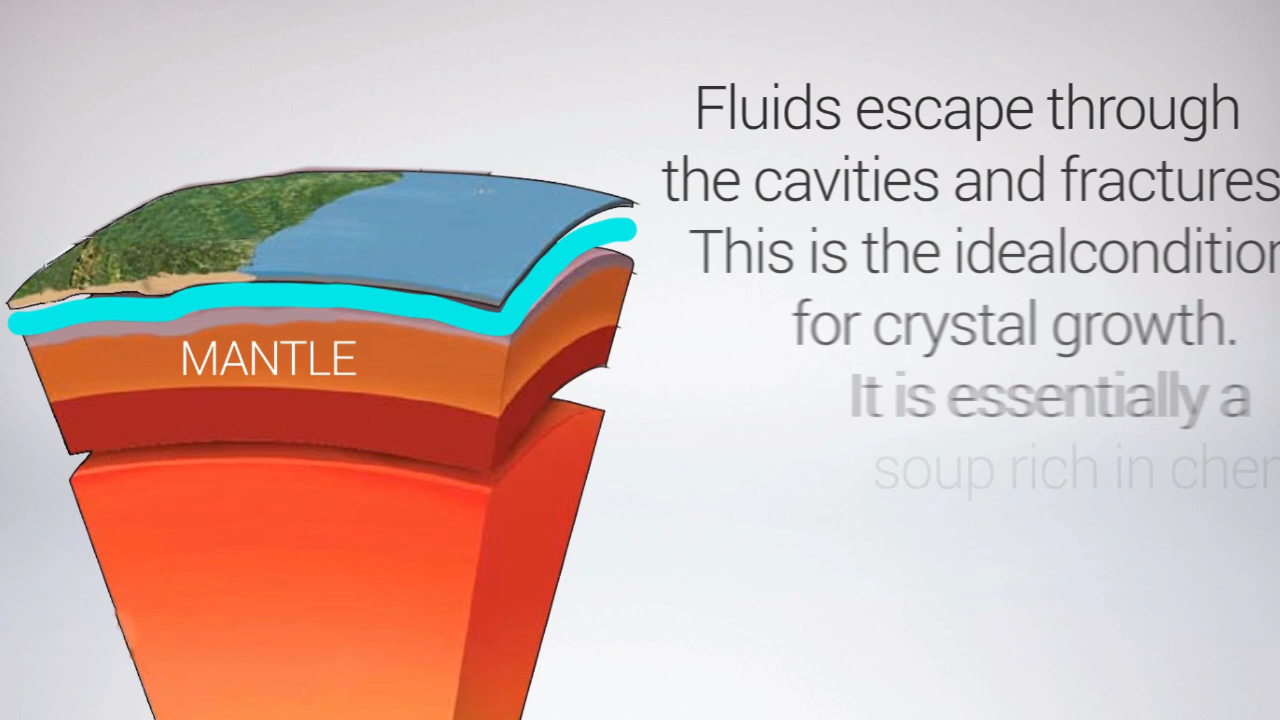 Fluids escape through
the cavities and fractures
This is the idealcondition
for crystal growth.
It is essentially a
soup rich in
MANTLE